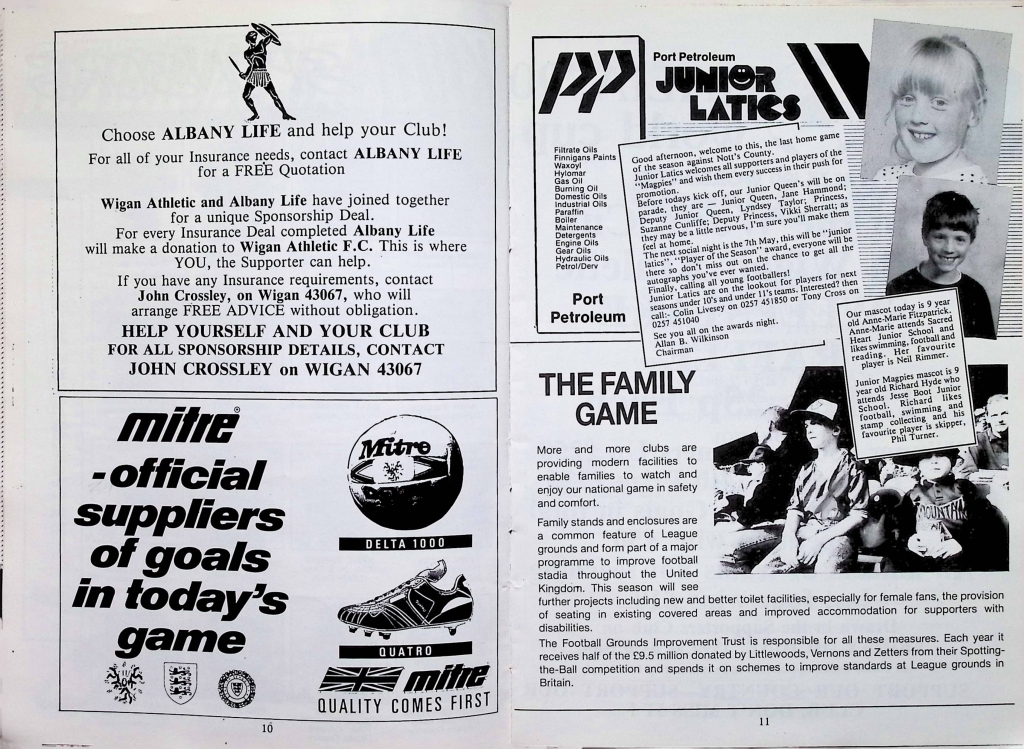 Choose ALBANY LIFE and help your Club!
For all of your Insurance needs, contact ALBANY LIFE
for a FREE Quotation
Wigan Athletic and Albany Life have joined together
for a unique Sponsorship Deal.
For every Insurance Deal completed Albany Life
will make a donation to Wigan Athletic F.C. This is where
YOU, the Supporter can help.
If you have any Insurance requirements, contact
John Crossley, on Wigan 43067, who will
arrange FREE ADVICE without obligation.
HELP YOURSELF AND YOUR CLUB
FOR ALL SPONSORSHIP DETAILS, CONTACT
JOHN CROSSLEY on WIGAN 43067
mitre®
-official
suppliers
of goals
in today's
game
Mitre
DELTA 1000
QUATRO
mitre
QUALITY COMES FIRST
10
PP
Port Petroleum
JUNIOR
LATICS
Filtrate Oils
Finnigans Paints
Waxoyl
Hylomar
Gas Oil
Burning Oil
Domestic Oils
Industrial Oils
Paraffin
Boiler
Maintenance
Detergents
Engine Oils
Gear Oils
Hydraulic Oils
Petrol/Derv
Port
Petroleum
Good afternoon, welcome to this, the last home game
of the season against Nott's County.
Junior Latics welcomes all supporters and players of the
"Magpies" and wish them every success in their push for
promotion.
Before todays kick off, our Junior Queen's will be on
parade, they are — Junior Queen, Jane Hammond;
Deputy Junior Queen, Lyndsey Taylor; Princess,
Suzanne Cunliffe; Deputy Princess, Vikki Sherratt; as
they may be a little nervous, I'm sure you'll make them
feel at home.
The next social night is the 7th May, this will be "junior
latics", "Player of the Season" award, everyone will be
there so don't miss out on the chance to get all the
autographs you've ever wanted.
Finally, calling all young footballers!
Junior Latics are on the lookout for players for next
seasons under 10's and under 11's teams. Interested? then
call:- Colin Livesey on 0257 451850 or Tony Cross on
0257 451040
See you all on the awards night.
Allan B. Wilkinson
Chairman
Our mascot today is 9 year
old Anne-Marie Fitzpatrick.
Anne-Marie attends Sacred
Heart Junior School and
likes swimming, football and
reading. Her favourite
player is Neil Rimmer.
Junior Magpies mascot is 9
year old Richard Hyde who
attends Jesse Boot Junior
School. Richard likes
football, swimming and
stamp collecting and his
favourite player is skipper,
Phil Turner.
THE FAMILY
GAME
More and more clubs are
providing modern facilities to
enable families to watch and
enjoy our national game in safety
and comfort.
Family stands and enclosures are
a common feature of League
grounds and form part of a major
programme to improve football
stadia throughout the United
Kingdom. This season will see
further projects including new and better toilet facilities, especially for female fans, the provision
of seating in existing covered areas and improved accommodation for supporters with
disabilities.
The Football Grounds Improvement Trust is responsible for all these measures. Each year it
receives half of the £9.5 million donated by Littlewoods, Vernons and Zetters from their Spotting-
the-Ball competition and spends it on schemes to improve standards at League grounds in
Britain.
11